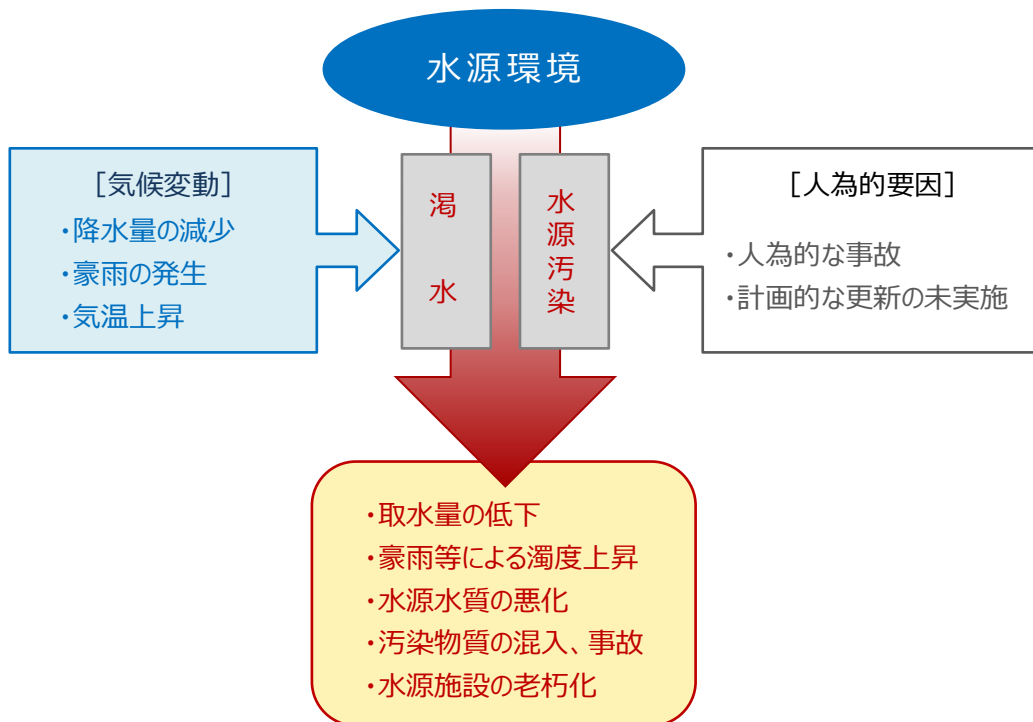 水源環境
［気候変動］
・降水量の減少
・豪雨の発生
・気温上昇
渇水
水源汚染
［人為的要因］
・人為的な事故
・計画的な更新の未実施
・取水量の低下
・豪雨等による濁度上昇
・水源水質の悪化
・汚染物質の混入、事故
・水源施設の老朽化